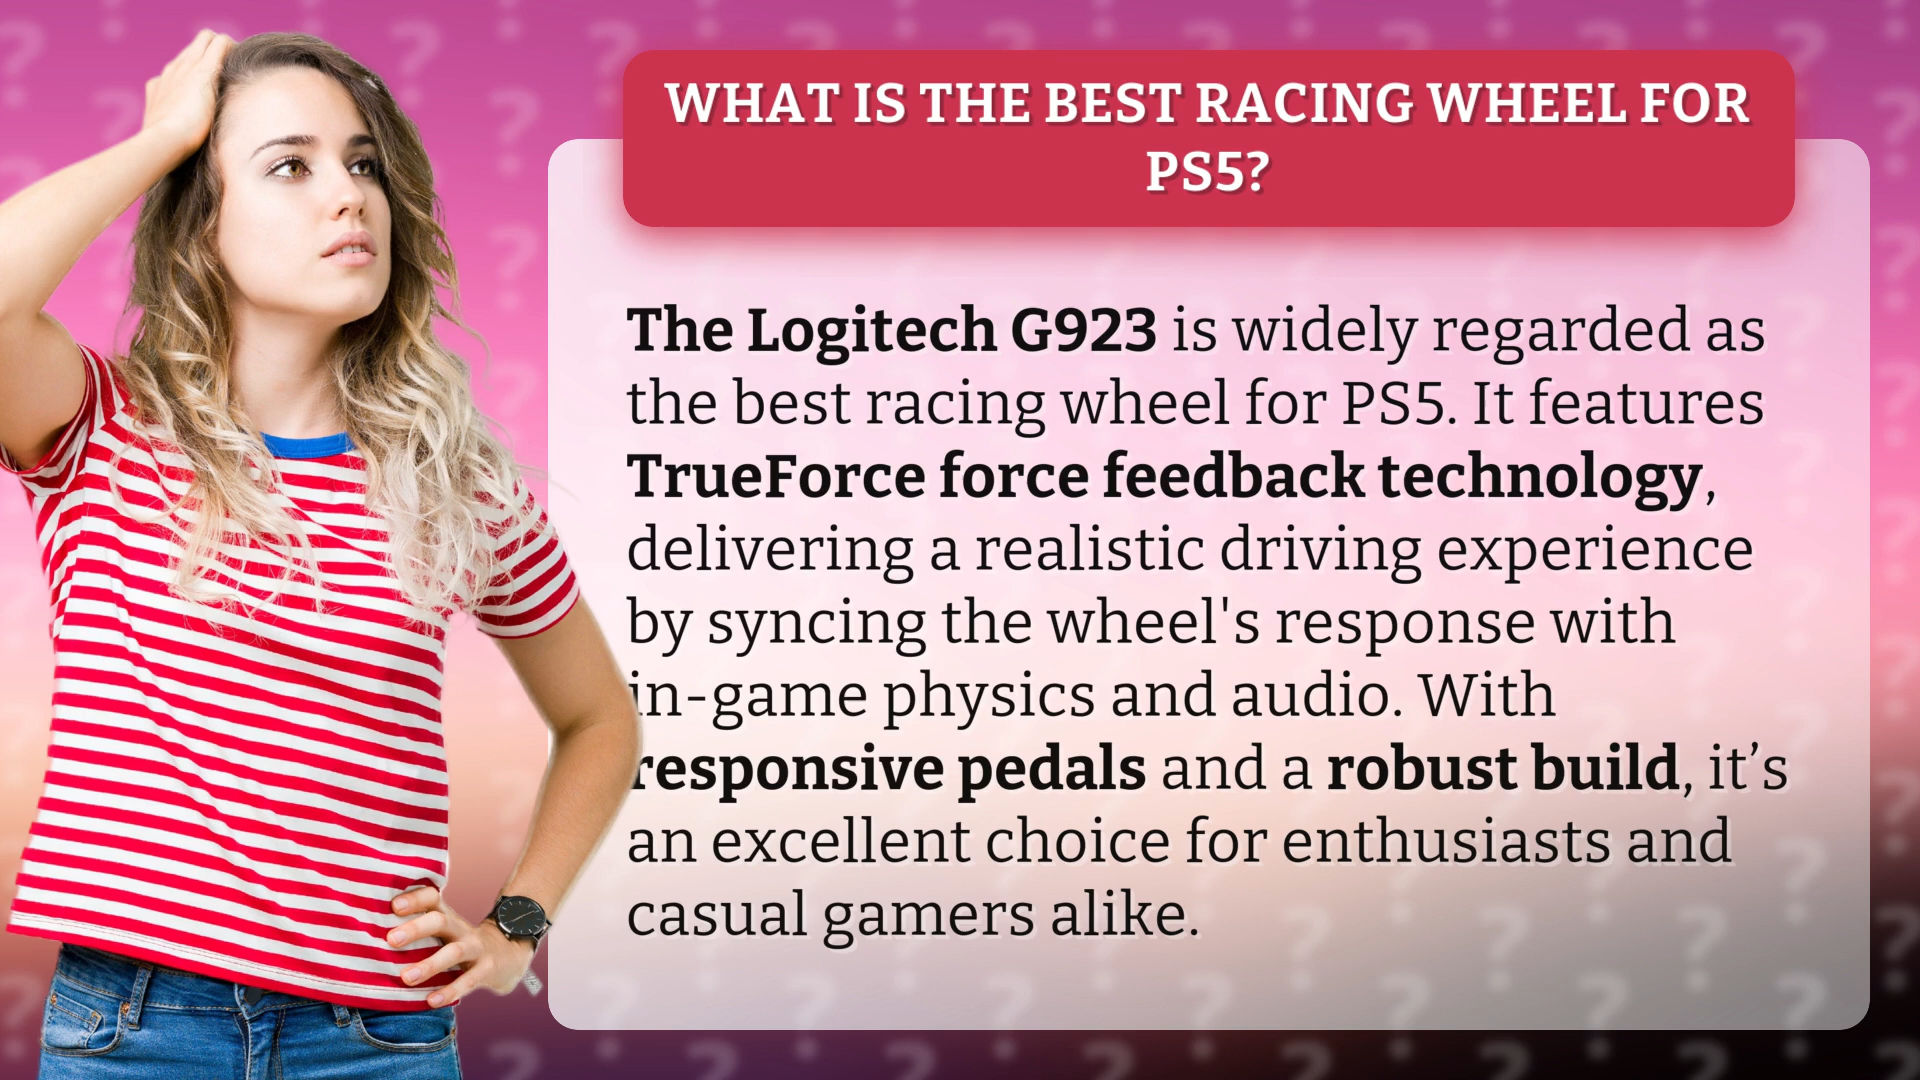 WHAT IS THE BEST RACING WHEEL FOR
PS5?
The Logitech G923 is widely regarded as
the best racing wheel for PS5. It features
TrueForce force feedback technology,
delivering a realistic driving experience
by syncing the wheel's response with
in-game physics and audio. With
responsive pedals and a robust build, it’s
an excellent choice for enthusiasts and
casual gamers alike.